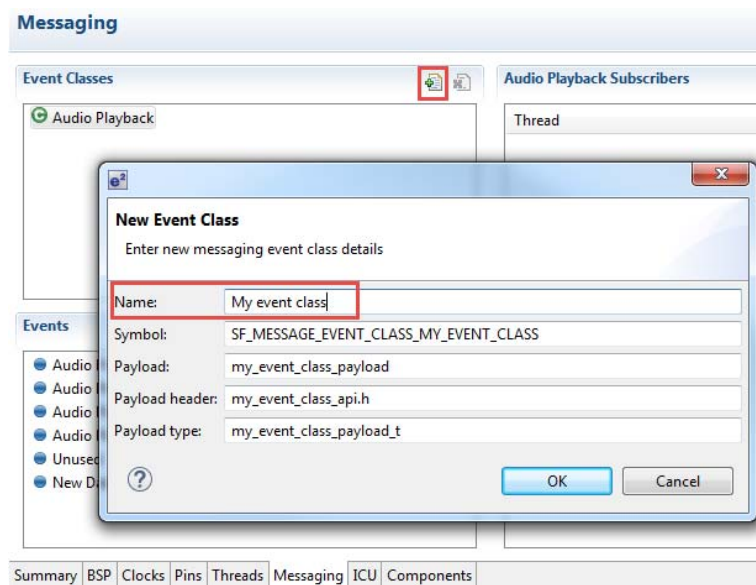 Messaging
Event Classes
Audio Playback Subscribers
Audio Playback
Thread
e²
New Event Class
Enter new messaging event class details
Name: My event class
Symbol: SF_MESSAGE_EVENT_CLASS_MY_EVENT_CLASS
Payload: my_event_class_payload
Payload header: my_event_class_api.h
Payload type: my_event_class_payload_t
OK Cancel
Events
Audio
Audio
Audio
Audio
Unused
New
Summary BSP Clocks Pins Threads Messaging ICU Components